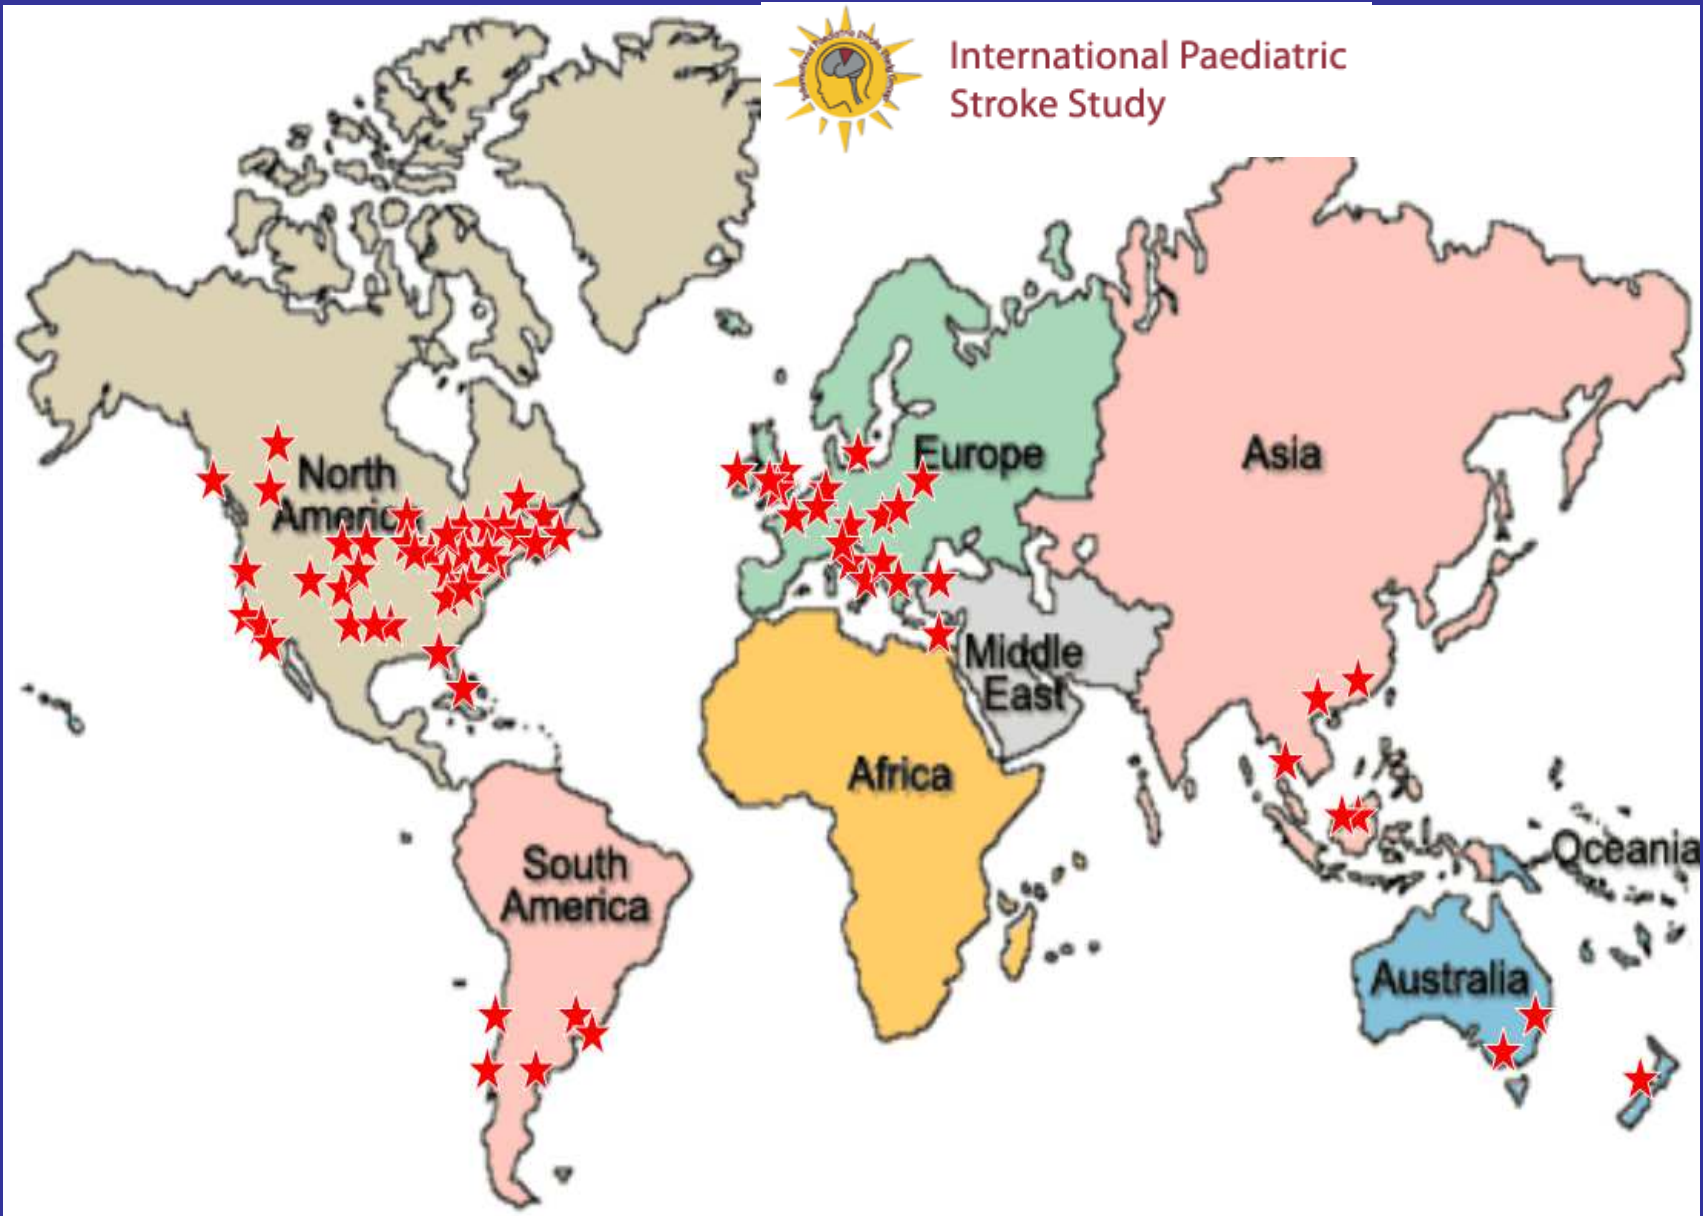 International Paediatric
Stroke Study
North
America
Europe
Asia
Middle
East
Africa
South
America
Oceania
Australia